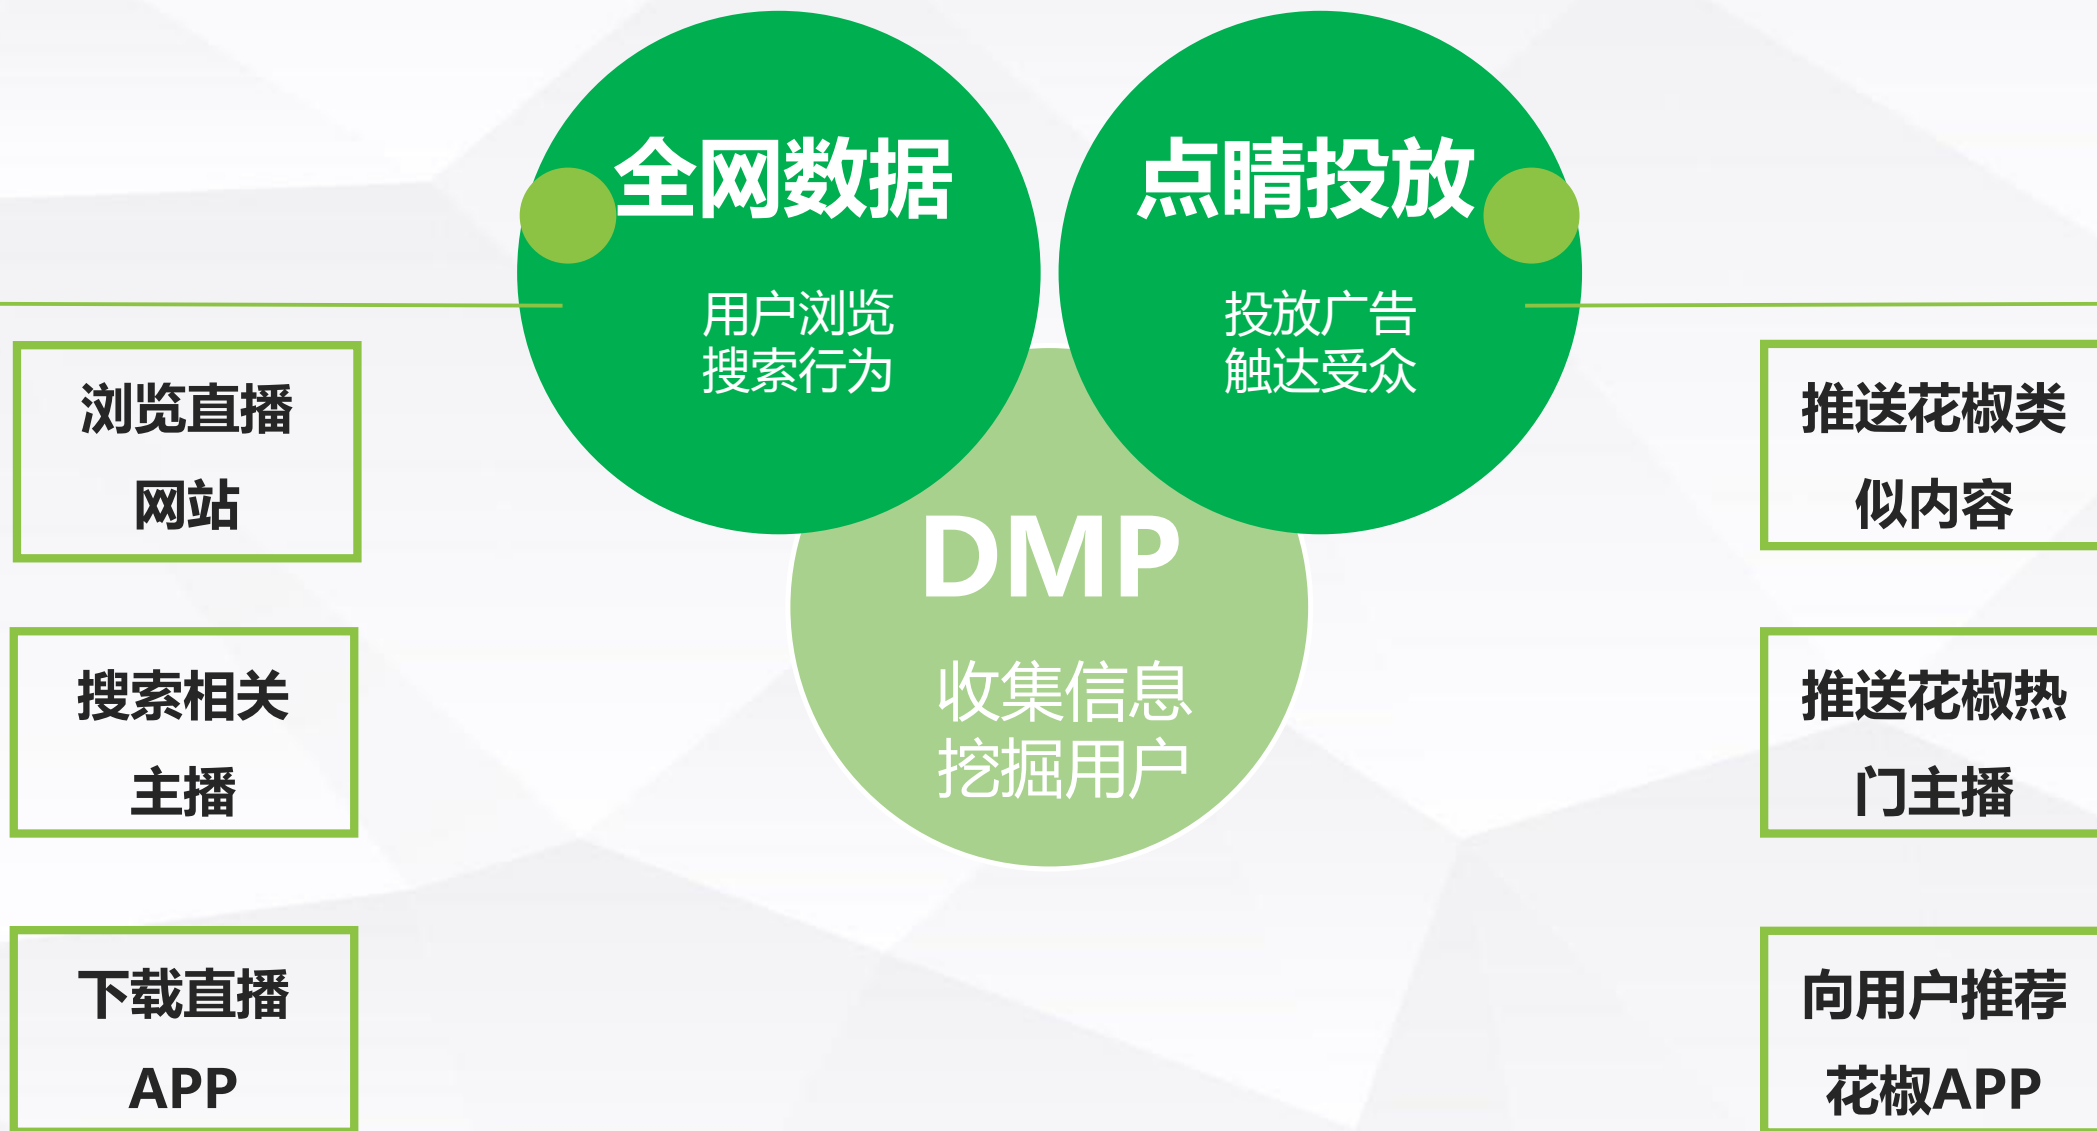 全网数据
用户浏览
搜索行为
点睛投放
投放广告
触达受众
DMP
收集信息
挖掘用户
浏览直播
网站
搜索相关
主播
下载直播
APP
推送花椒类
似内容
推送花椒热
门主播
向用户推荐
花椒APP